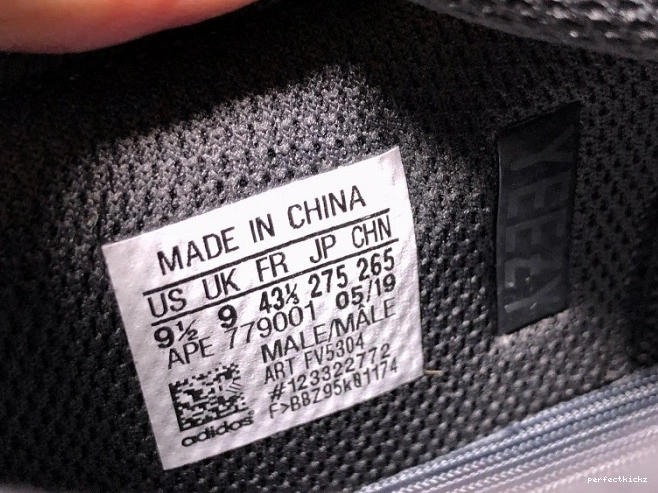 MADE IN CHINA
US UK FR JP CHN
9½ 9 43⅓ 275 265
APE 779001 05/19
MALE/MÂLE
ART FV5304
#123322772
F>BBZ95k81174
adidas
YEEZY
perfectkickz